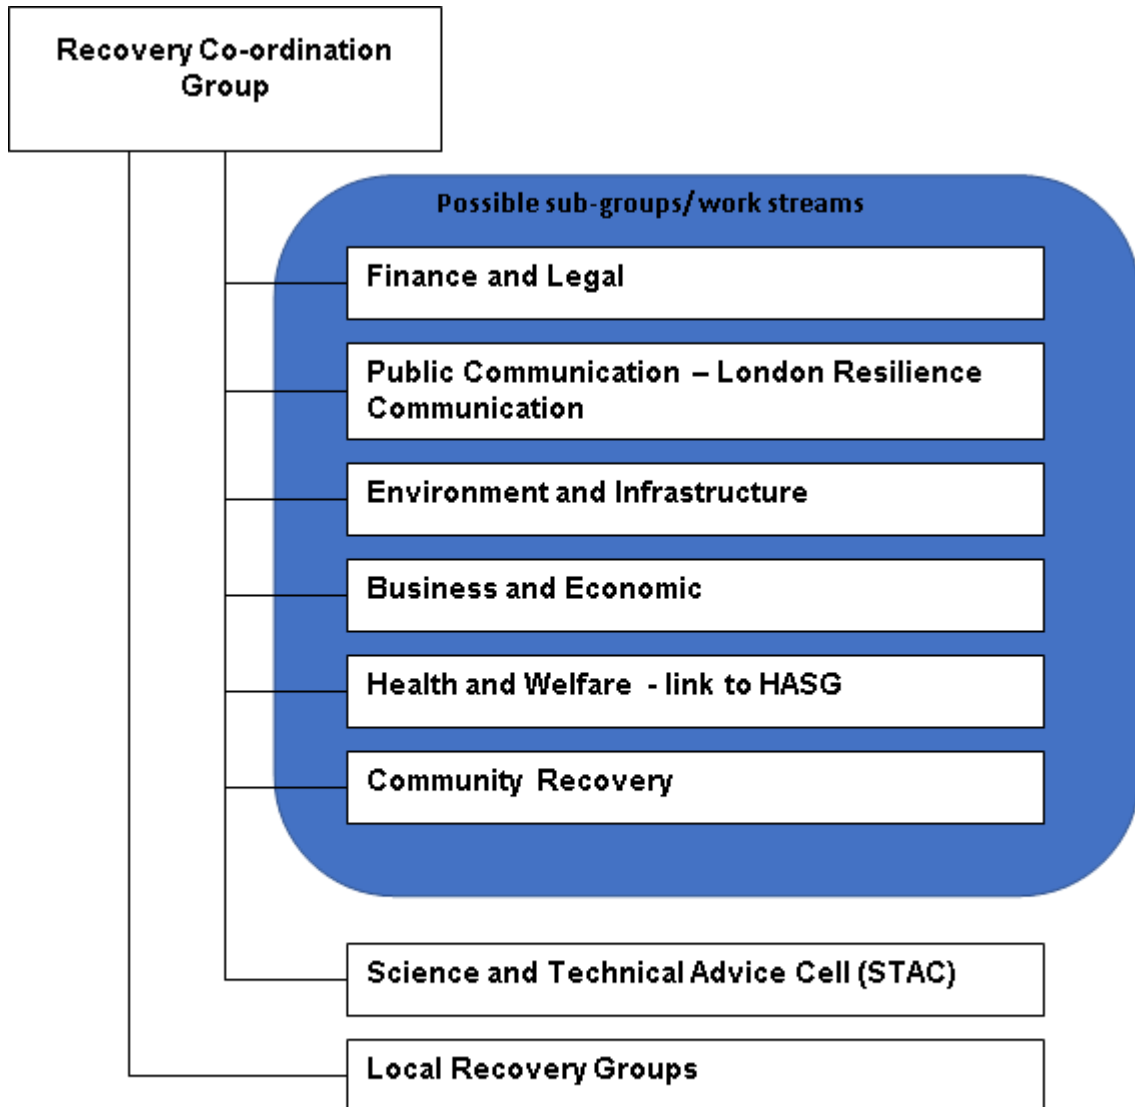 Recovery Co-ordination
Group
Possible sub-groups/work streams
Finance and Legal
Public Communication – London Resilience
Communication
Environment and Infrastructure
Business and Economic
Health and Welfare - link to HASG
Community Recovery
Science and Technical Advice Cell (STAC)
Local Recovery Groups